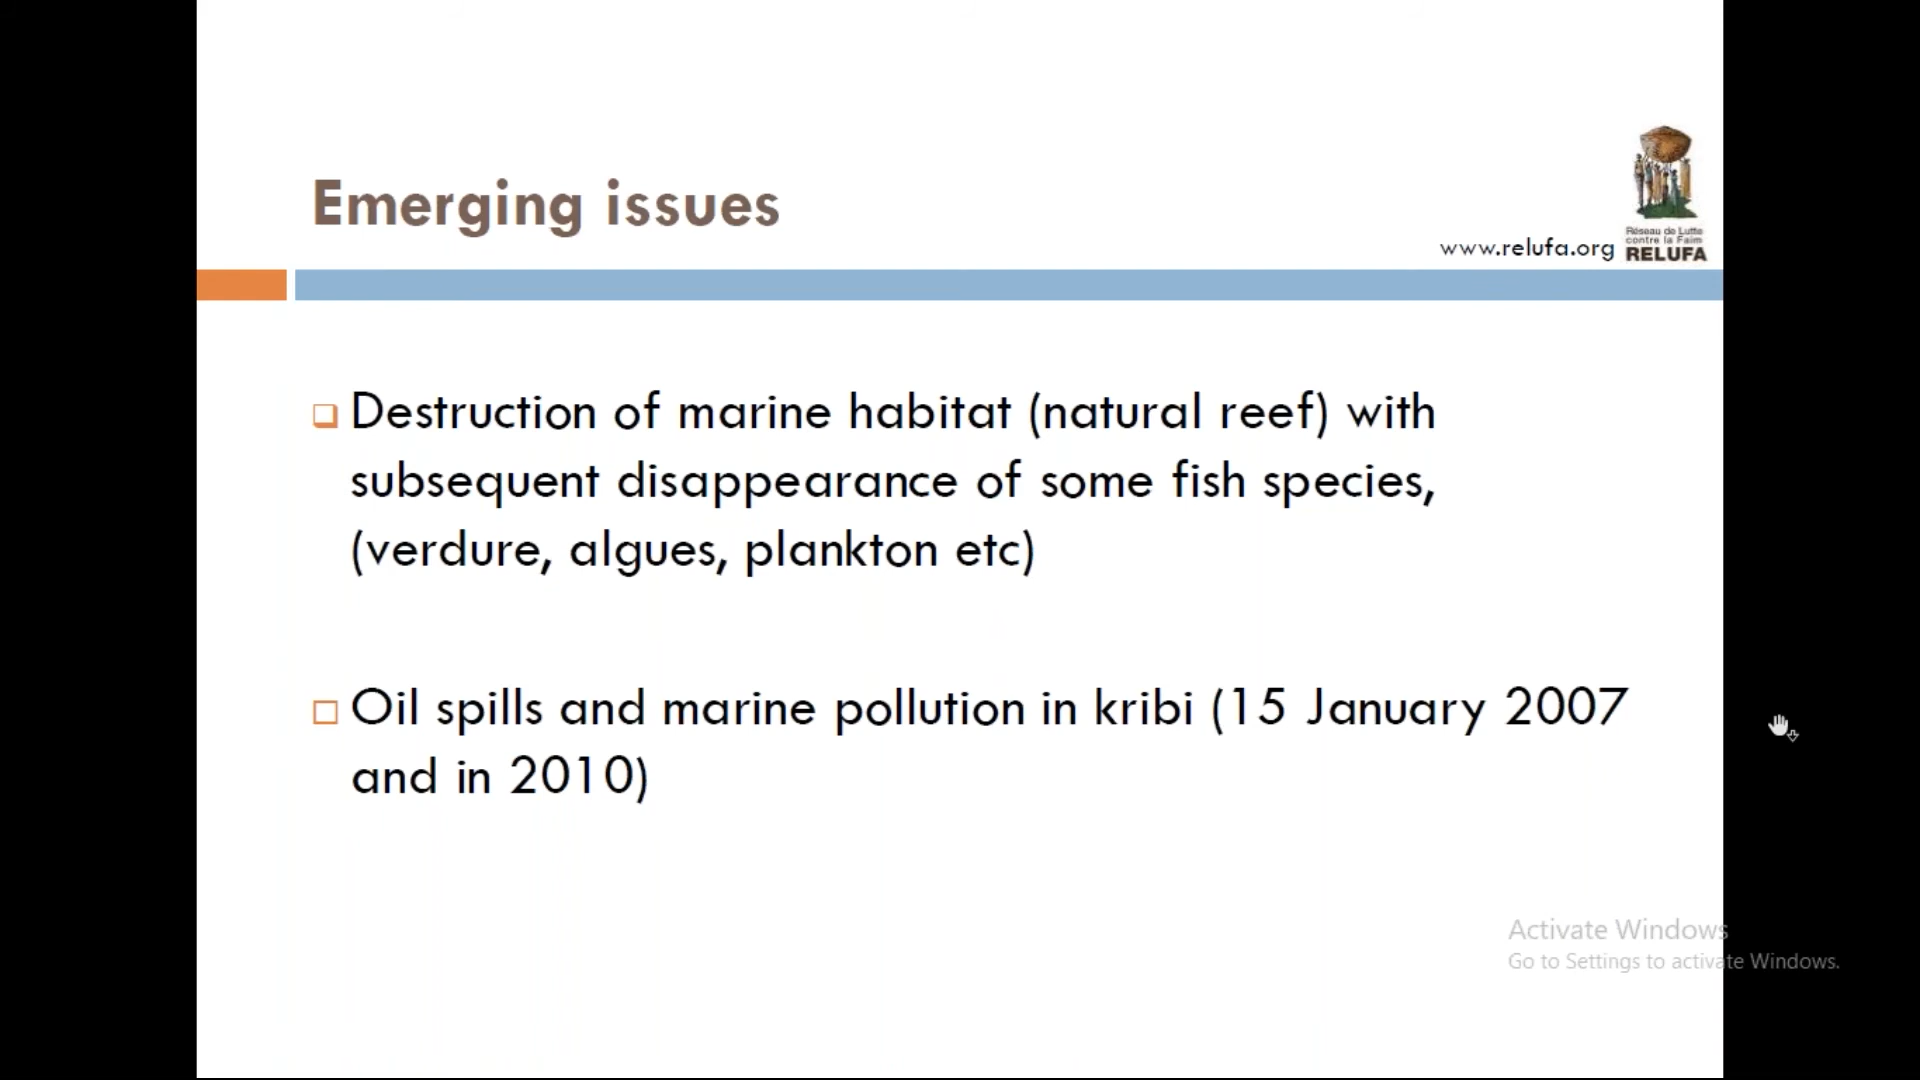 Emerging issues
www.relufa.org
Réseau de Lutte
contre la Faim
RELUFA
Destruction of marine habitat (natural reef) with
subsequent disappearance of some fish species,
(verdure, algues, plankton etc)
Oil spills and marine pollution in kribi (15 January 2007
and in 2010)
Activate Windows
Go to Settings to activate Windows.